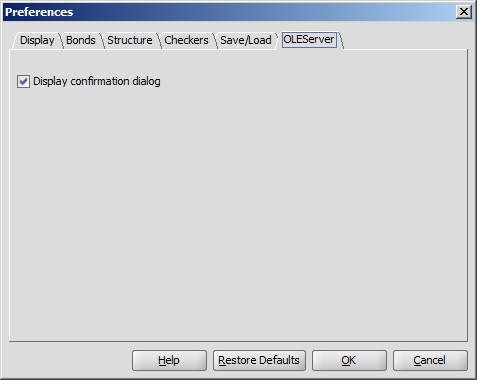 Preferences
Display Bonds Structure Checkers Save/Load OLEServer
Display confirmation dialog
Help Restore Defaults OK Cancel